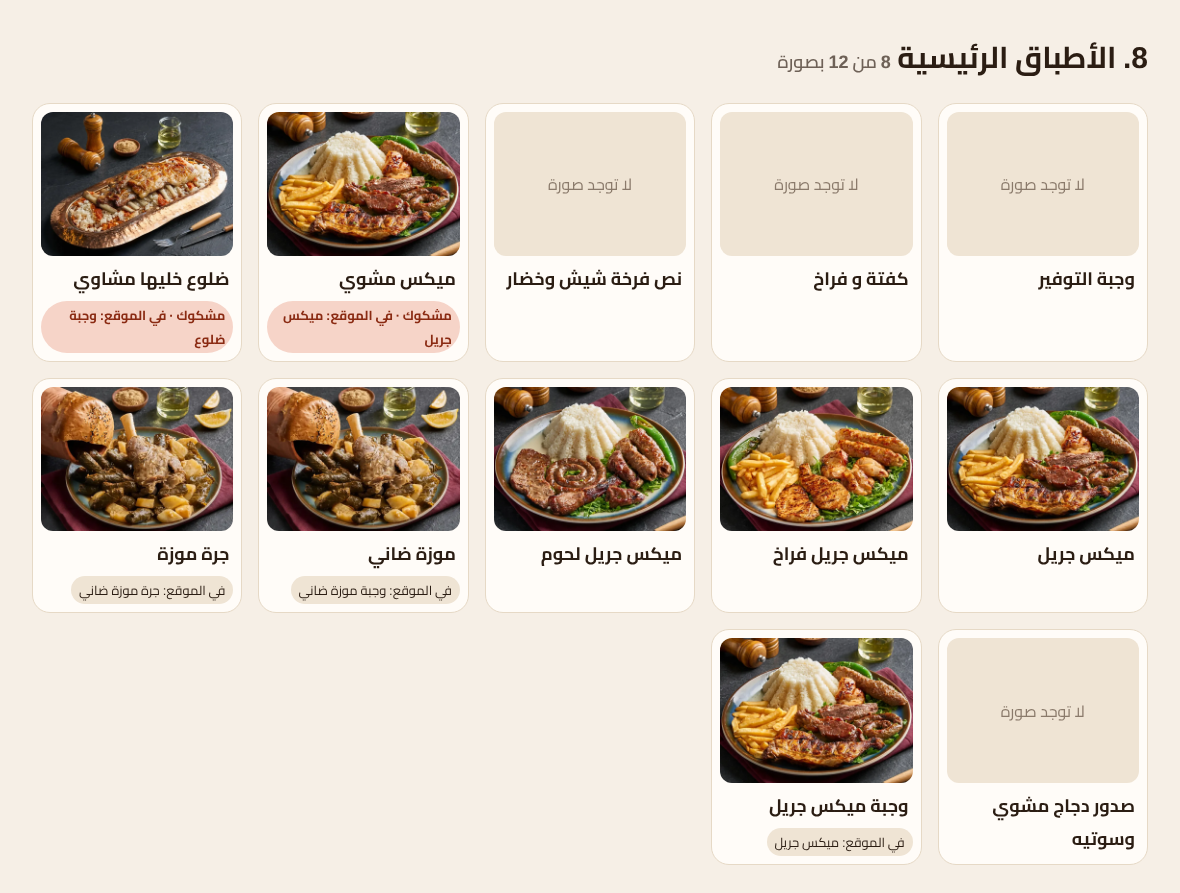 8. الأطباق الرئيسية 8 من 12 بصورة
لا توجد صورة
وجبة التوفير
لا توجد صورة
كفتة و فراخ
لا توجد صورة
نص فرخة شيش وخضار
ميكس مشوي
مشكوك · في الموقع: ميكس
جريل
ضلوع خليها مشاوي
مشكوك · في الموقع: وجبة
ضلوع
ميكس جريل
ميكس جريل فراخ
ميكس جريل لحوم
موزة ضاني
في الموقع: وجبة موزة ضاني
جرة موزة
في الموقع: جرة موزة ضاني
لا توجد صورة
صدور دجاج مشوي
وسوتيه
وجبة ميكس جريل
في الموقع: ميكس جريل